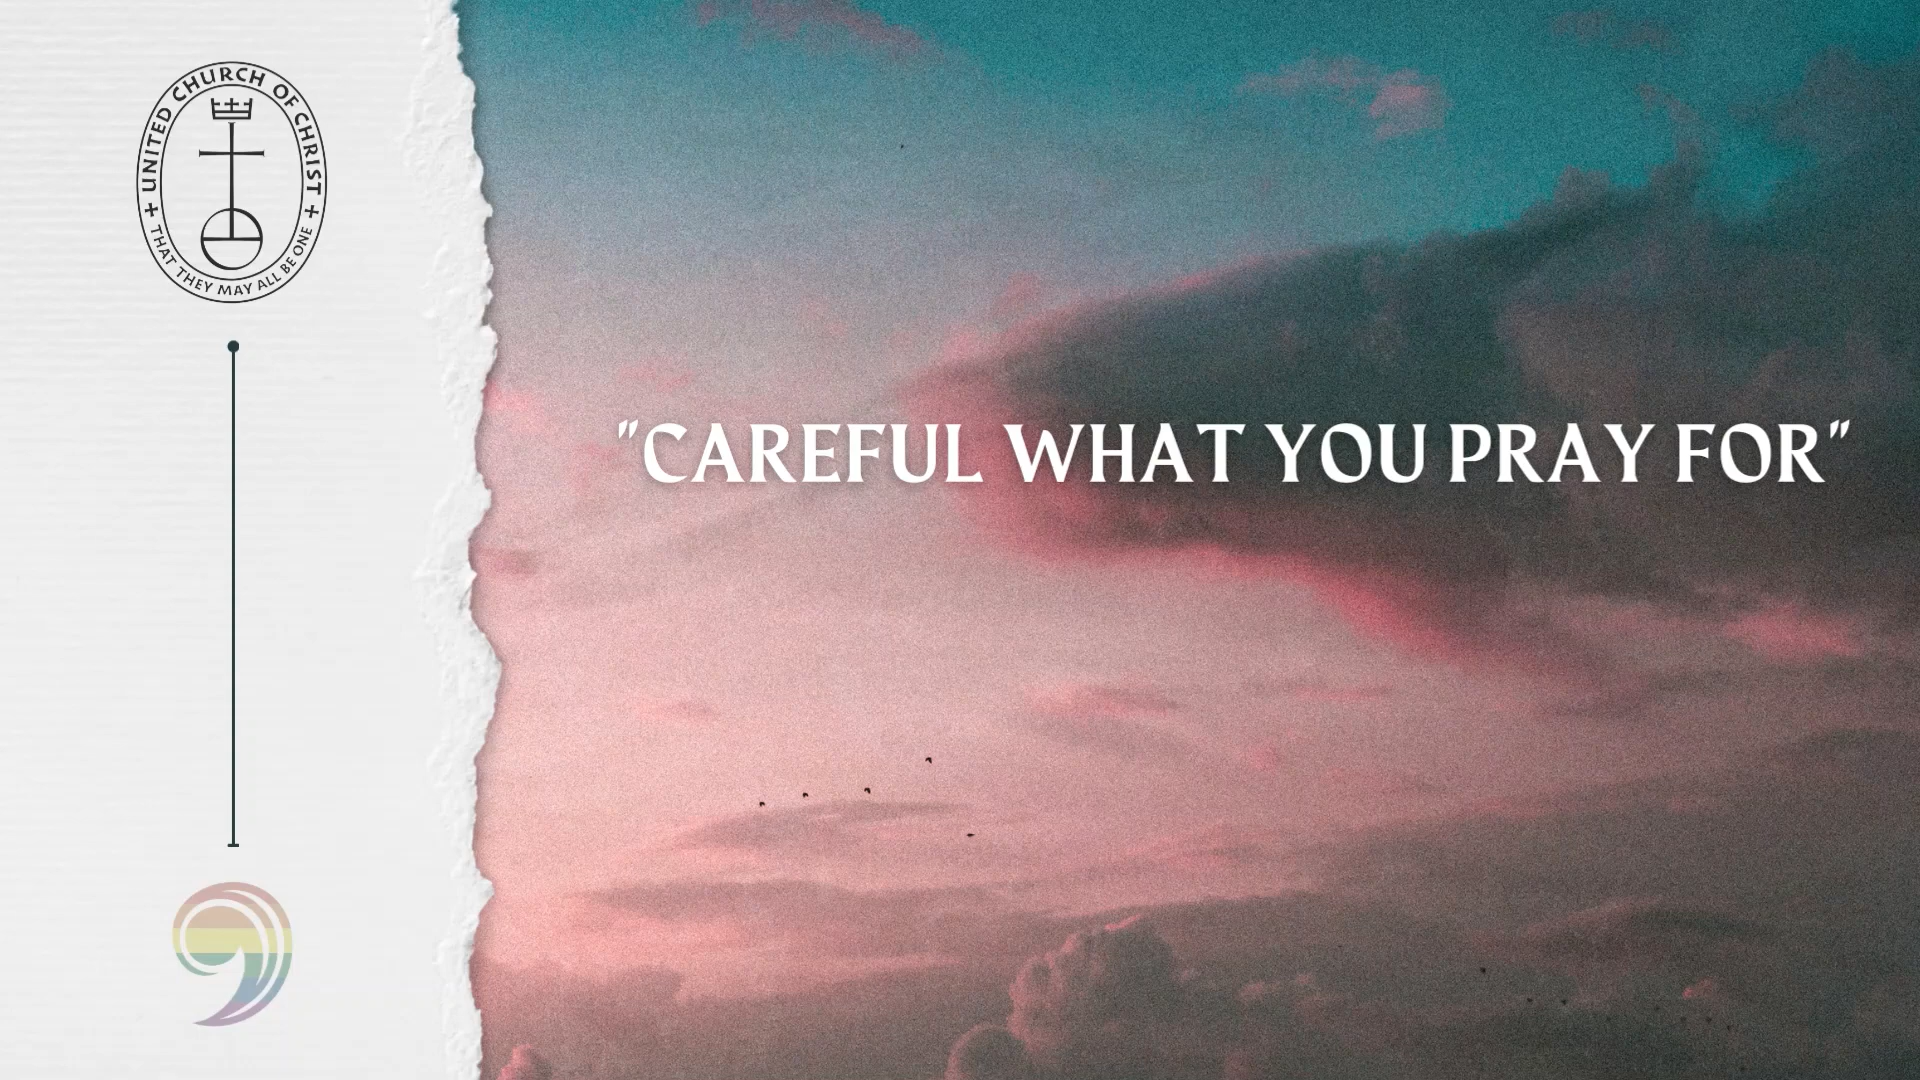 UNITED CHURCH OF CHRIST
THAT THEY MAY ALL BE ONE
"CAREFUL WHAT YOU PRAY FOR"